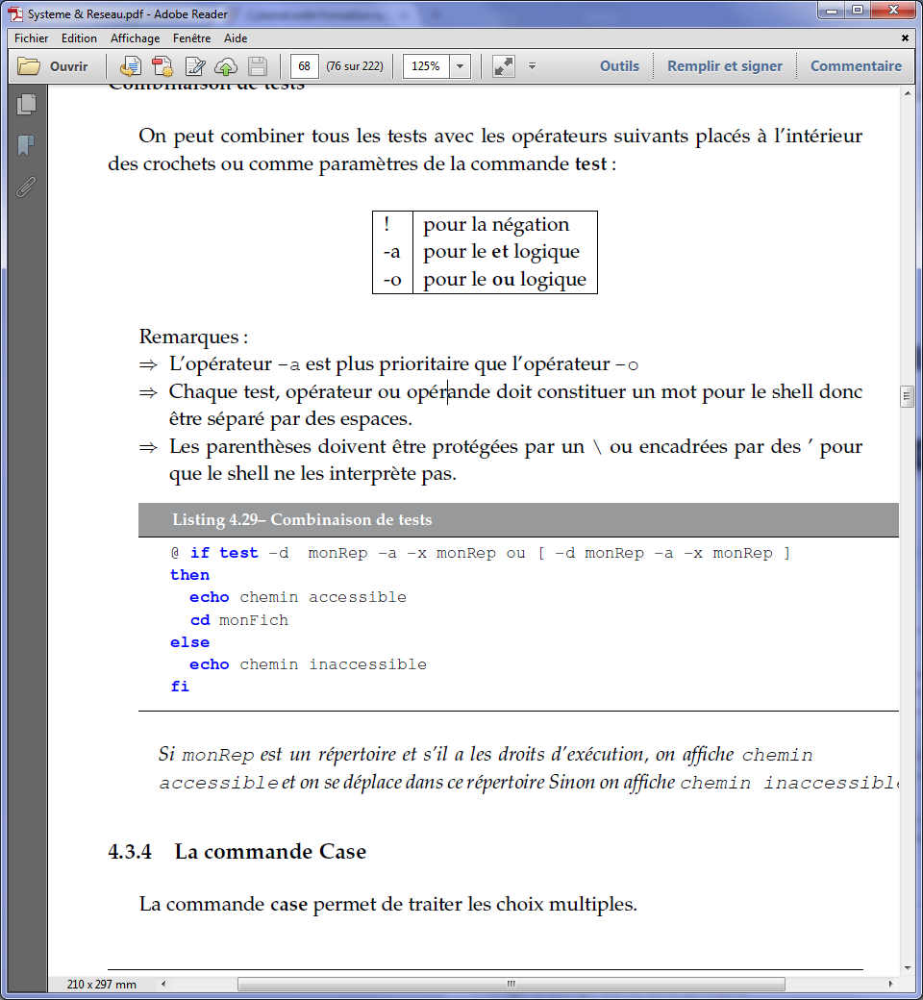 Systeme & Reseau.pdf - Adobe Reader
Fichier Edition Affichage Fenêtre Aide
Ouvrir 68 (76 sur 222) 125% Outils Remplir et signer Commentaire
Combinaison de tests
On peut combiner tous les tests avec les opérateurs suivants placés à l'intérieur
des crochets ou comme paramètres de la commande test :
! pour la négation
-a pour le et logique
-o pour le ou logique
Remarques :
⇒ L'opérateur -a est plus prioritaire que l'opérateur -o
⇒ Chaque test, opérateur ou opérande doit constituer un mot pour le shell donc
être séparé par des espaces.
⇒ Les parenthèses doivent être protégées par un \ ou encadrées par des ' pour
que le shell ne les interprète pas.
Listing 4.29– Combinaison de tests
@ if test -d monRep -a -x monRep ou [ -d monRep -a -x monRep ]
then
echo chemin accessible
cd monFich
else
echo chemin inaccessible
fi
Si monRep est un répertoire et s'il a les droits d'exécution, on affiche chemin
accessible et on se déplace dans ce répertoire Sinon on affiche chemin inaccessible
4.3.4 La commande Case
La commande case permet de traiter les choix multiples.
210 x 297 mm